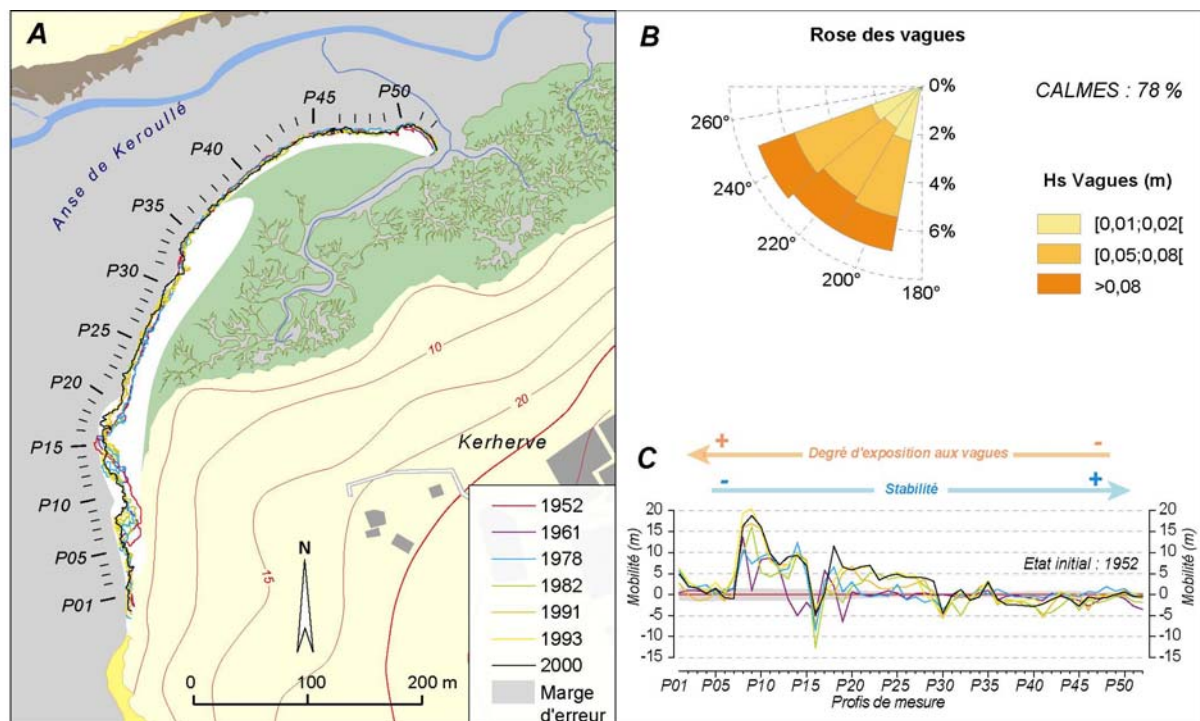 A
Anse de Keroullé
P50
P45
P40
P35
P30
P25
P20
P15
P10
P05
P01
10
20
15
Kerherve
N
0 100 200 m
1952
1961
1978
1982
1991
1993
2000
Marge
d'erreur
B
Rose des vagues
CALMES : 78 %
0%
2%
4%
6%
260°
240°
220°
200°
180°
Hs Vagues (m)
[0,01;0,02[
[0,05;0,08[
>0,08
C
+ Degré d'exposition aux vagues -
- Stabilité +
Mobilité (m)
20
15
10
5
0
-5
-10
-15
Etat initial : 1952
20
15
10
5
0
-5
-10
-15
Mobilité (m)
P01 P05 P10 P15 P20 P25 P30 P35 P40 P45 P50
Profis de mesure